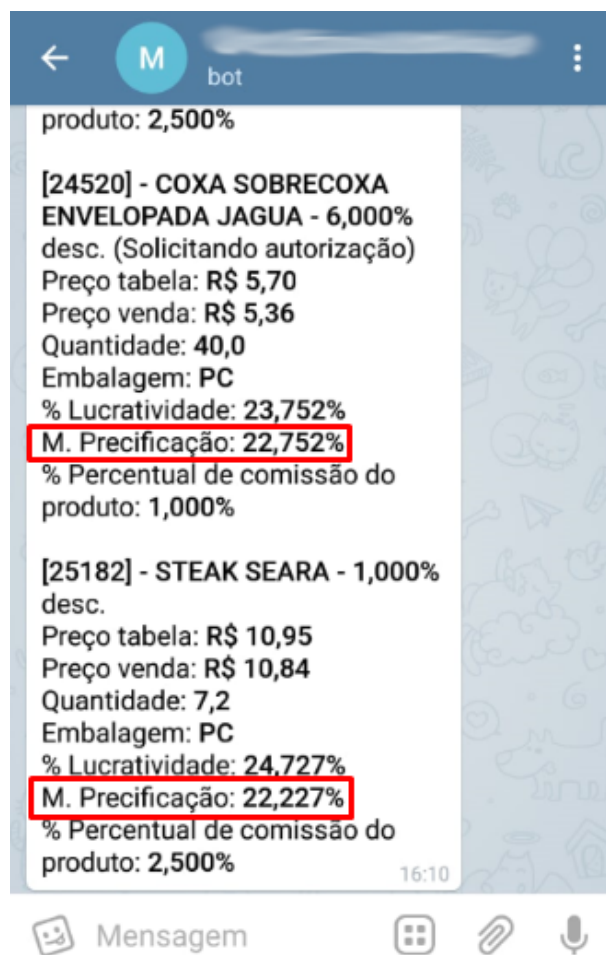 M
bot
produto: 2,500%
[24520] - COXA SOBRECOXA
ENVELOPADA JAGUA - 6,000%
desc. (Solicitando autorização)
Preço tabela: R$ 5,70
Preço venda: R$ 5,36
Quantidade: 40,0
Embalagem: PC
% Lucratividade: 23,752%
M. Precificação: 22,752%
% Percentual de comissão do
produto: 1,000%
[25182] - STEAK SEARA - 1,000%
desc.
Preço tabela: R$ 10,95
Preço venda: R$ 10,84
Quantidade: 7,2
Embalagem: PC
% Lucratividade: 24,727%
M. Precificação: 22,227%
% Percentual de comissão do
produto: 2,500%
16:10
Mensagem